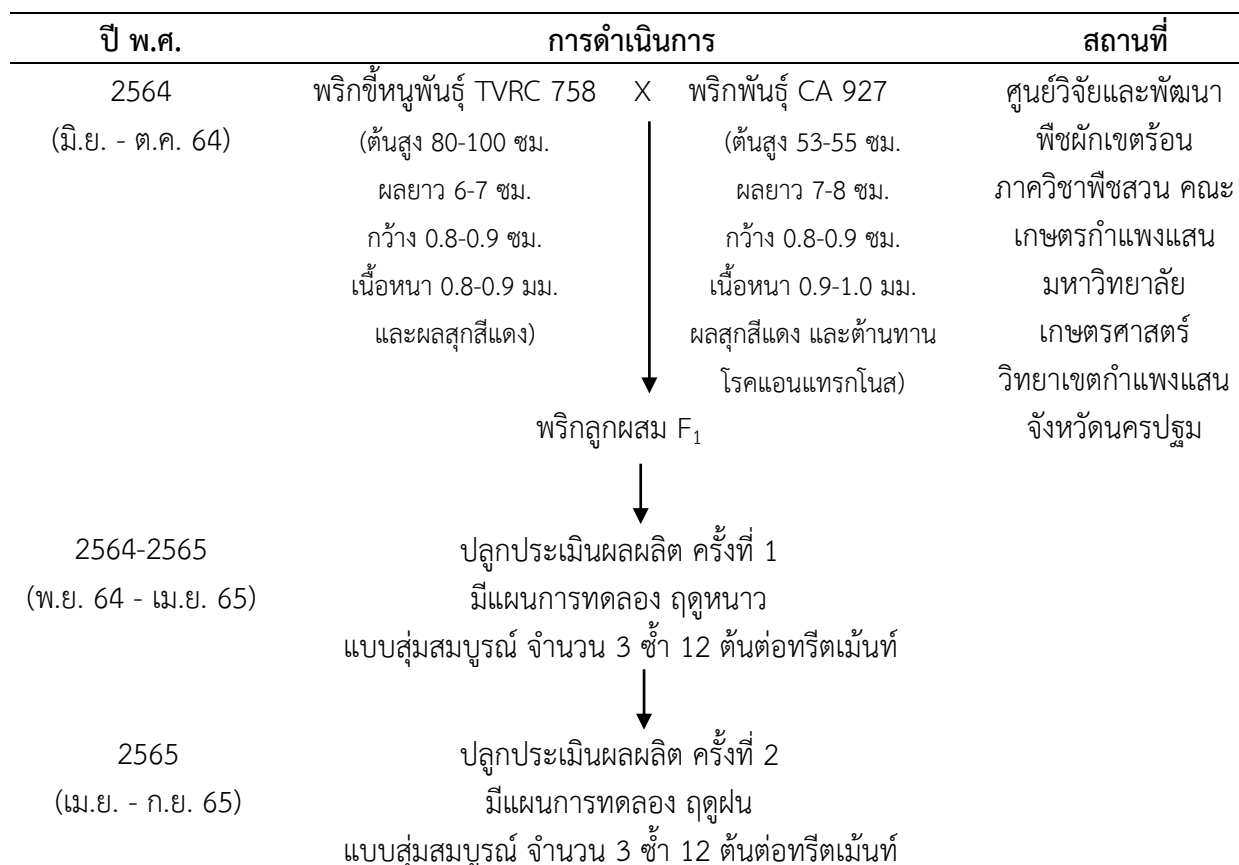 ปี พ.ศ. การดำเนินการ สถานที่
2564 พริกขี้หนูพันธุ์ TVRC 758 X พริกพันธุ์ CA 927 ศูนย์วิจัยและพัฒนา
(มิ.ย. - ต.ค. 64) (ต้นสูง 80-100 ซม. (ต้นสูง 53-55 ซม. พืชผักเขตร้อน
ผลยาว 6-7 ซม. ผลยาว 7-8 ซม. ภาควิชาพืชสวน คณะ
กว้าง 0.8-0.9 ซม. กว้าง 0.8-0.9 ซม. เกษตรกำแพงแสน
เนื้อหนา 0.8-0.9 มม. เนื้อหนา 0.9-1.0 มม. มหาวิทยาลัย
และผลสุกสีแดง) ผลสุกสีแดง และต้านทาน เกษตรศาสตร์
โรคแอนแทรกโนส) วิทยาเขตกำแพงแสน
พริกลูกผสม F₁ จังหวัดนครปฐม
2564-2565 ปลูกประเมินผลผลิต ครั้งที่ 1
(พ.ย. 64 - เม.ย. 65) มีแผนการทดลอง ฤดูหนาว
แบบสุ่มสมบูรณ์ จำนวน 3 ซ้ำ 12 ต้นต่อทรีตเม้นท์
2565 ปลูกประเมินผลผลิต ครั้งที่ 2
(เม.ย. - ก.ย. 65) มีแผนการทดลอง ฤดูฝน
แบบสุ่มสมบูรณ์ จำนวน 3 ซ้ำ 12 ต้นต่อทรีตเม้นท์